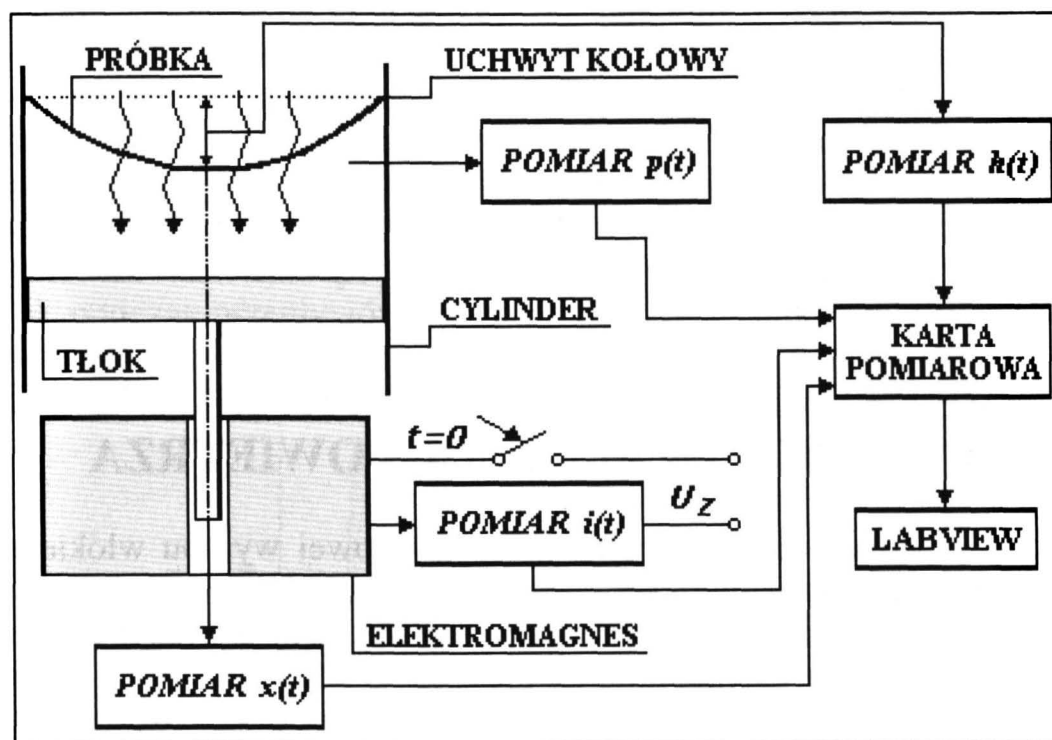 PRÓBKA
UCHWYT KOŁOWY
POMIAR p(t)
POMIAR h(t)
CYLINDER
TŁOK
KARTA
POMIAROWA
t=0
U_Z
POMIAR i(t)
LABVIEW
ELEKTROMAGNES
POMIAR x(t)